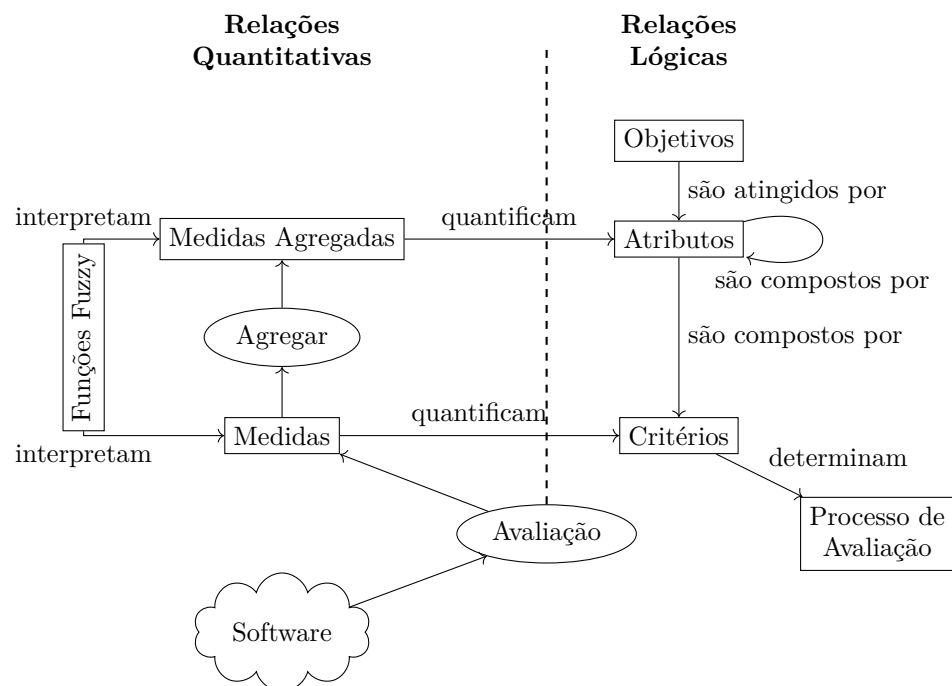 Relações
Quantitativas
Relações
Lógicas
Objetivos
são atingidos por
interpretam
Medidas Agregadas
quantificam
Atributos
são compostos por
Funções Fuzzy
Agregar
são compostos por
interpretam
Medidas
quantificam
Critérios
determinam
Avaliação
Processo de
Avaliação
Software